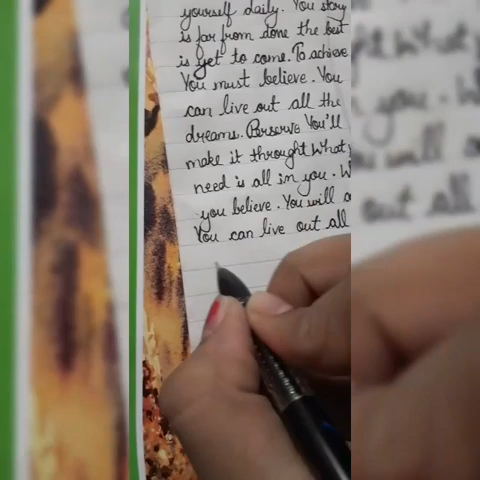 yourself daily. You story
is far from done the best
is yet to come. To achieve
You must believe. You
can live out all the
dreams. Perserve You'll
make it throught What
need is all in you. W
you believe. You will a
You can live out all